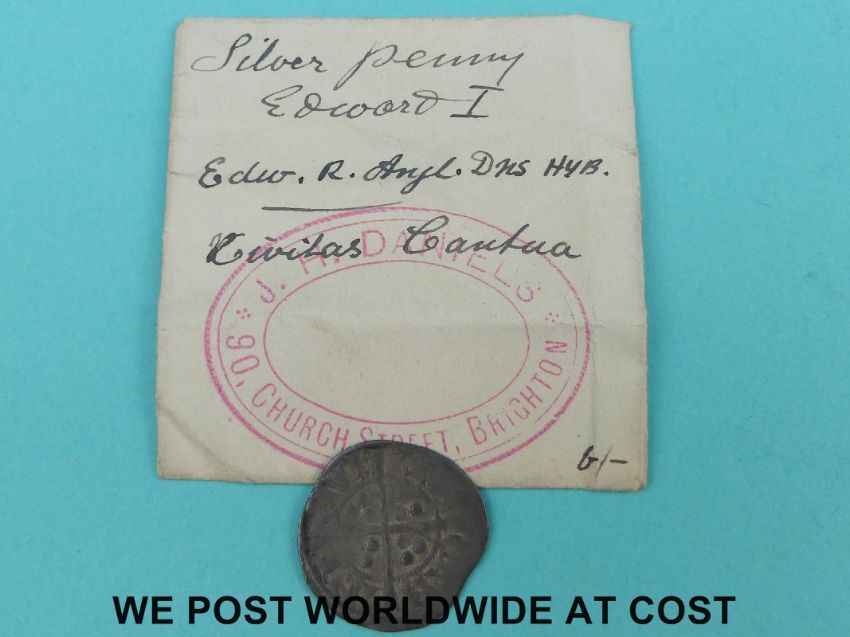 Silver penny
Edward I
Edw. R. Angl. Dns HYB.
Civitas Cantua
J. H. DANIELS
90, CHURCH STREET, BRIGHTON
6/-
WE POST WORLDWIDE AT COST